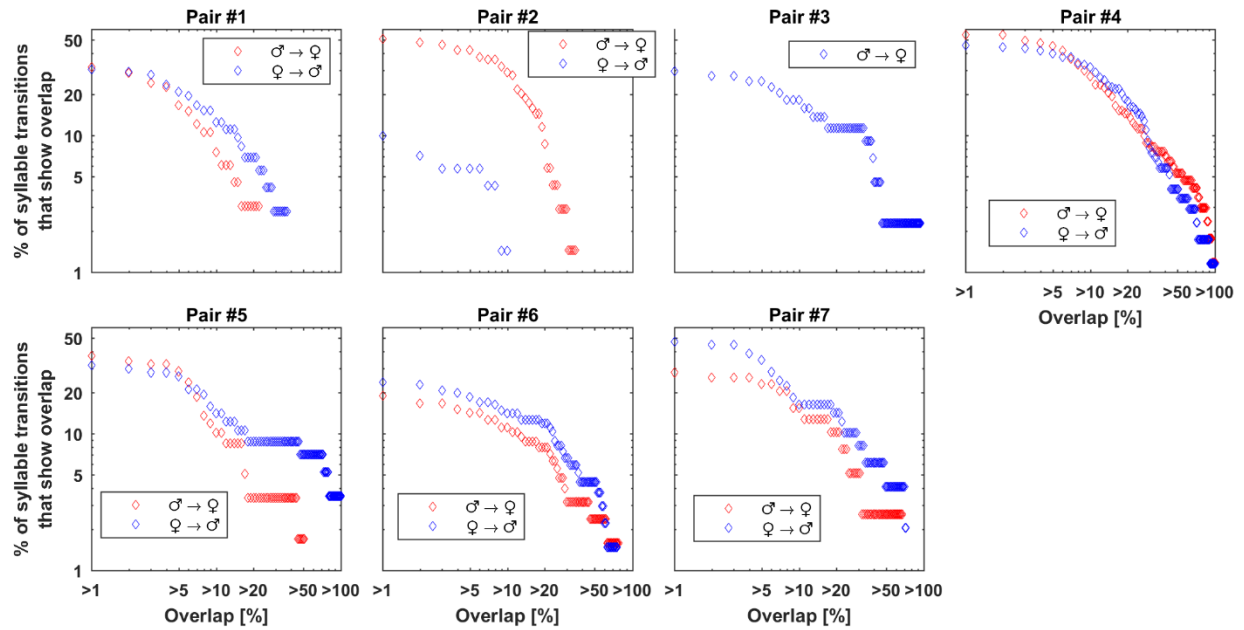 Pair #1
Pair #2
Pair #3
Pair #4
% of syllable transitions
that show overlap
50
20
10
5
1
♂ → ♀
♀ → ♂
♂ → ♀
♀ → ♂
♂ → ♀
♂ → ♀
♀ → ♂
>1 >5 >10 >20 >50 >100
Overlap [%]
Pair #5
Pair #6
Pair #7
% of syllable transitions
that show overlap
50
20
10
5
1
♂ → ♀
♀ → ♂
♂ → ♀
♀ → ♂
♂ → ♀
♀ → ♂
>1 >5 >10 >20 >50 >100
>5 >10 >20 >50 >100
>5 >10 >20 >50 >100
Overlap [%]
Overlap [%]
Overlap [%]